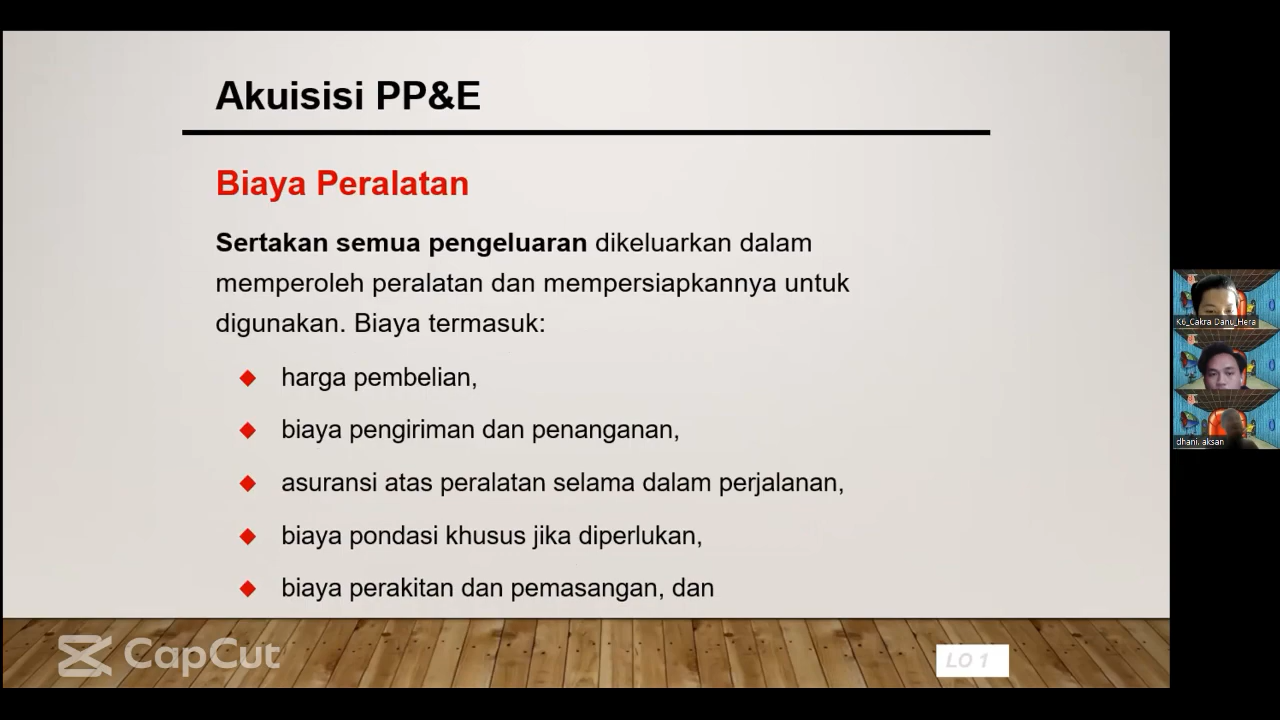 Akuisisi PP&E
Biaya Peralatan
Sertakan semua pengeluaran dikeluarkan dalam
memperoleh peralatan dan mempersiapkannya untuk
digunakan. Biaya termasuk:
harga pembelian,
biaya pengiriman dan penanganan,
asuransi atas peralatan selama dalam perjalanan,
biaya pondasi khusus jika diperlukan,
biaya perakitan dan pemasangan, dan
CapCut
LO 1
K6_Cakra Danu_Hera
dhani. aksan